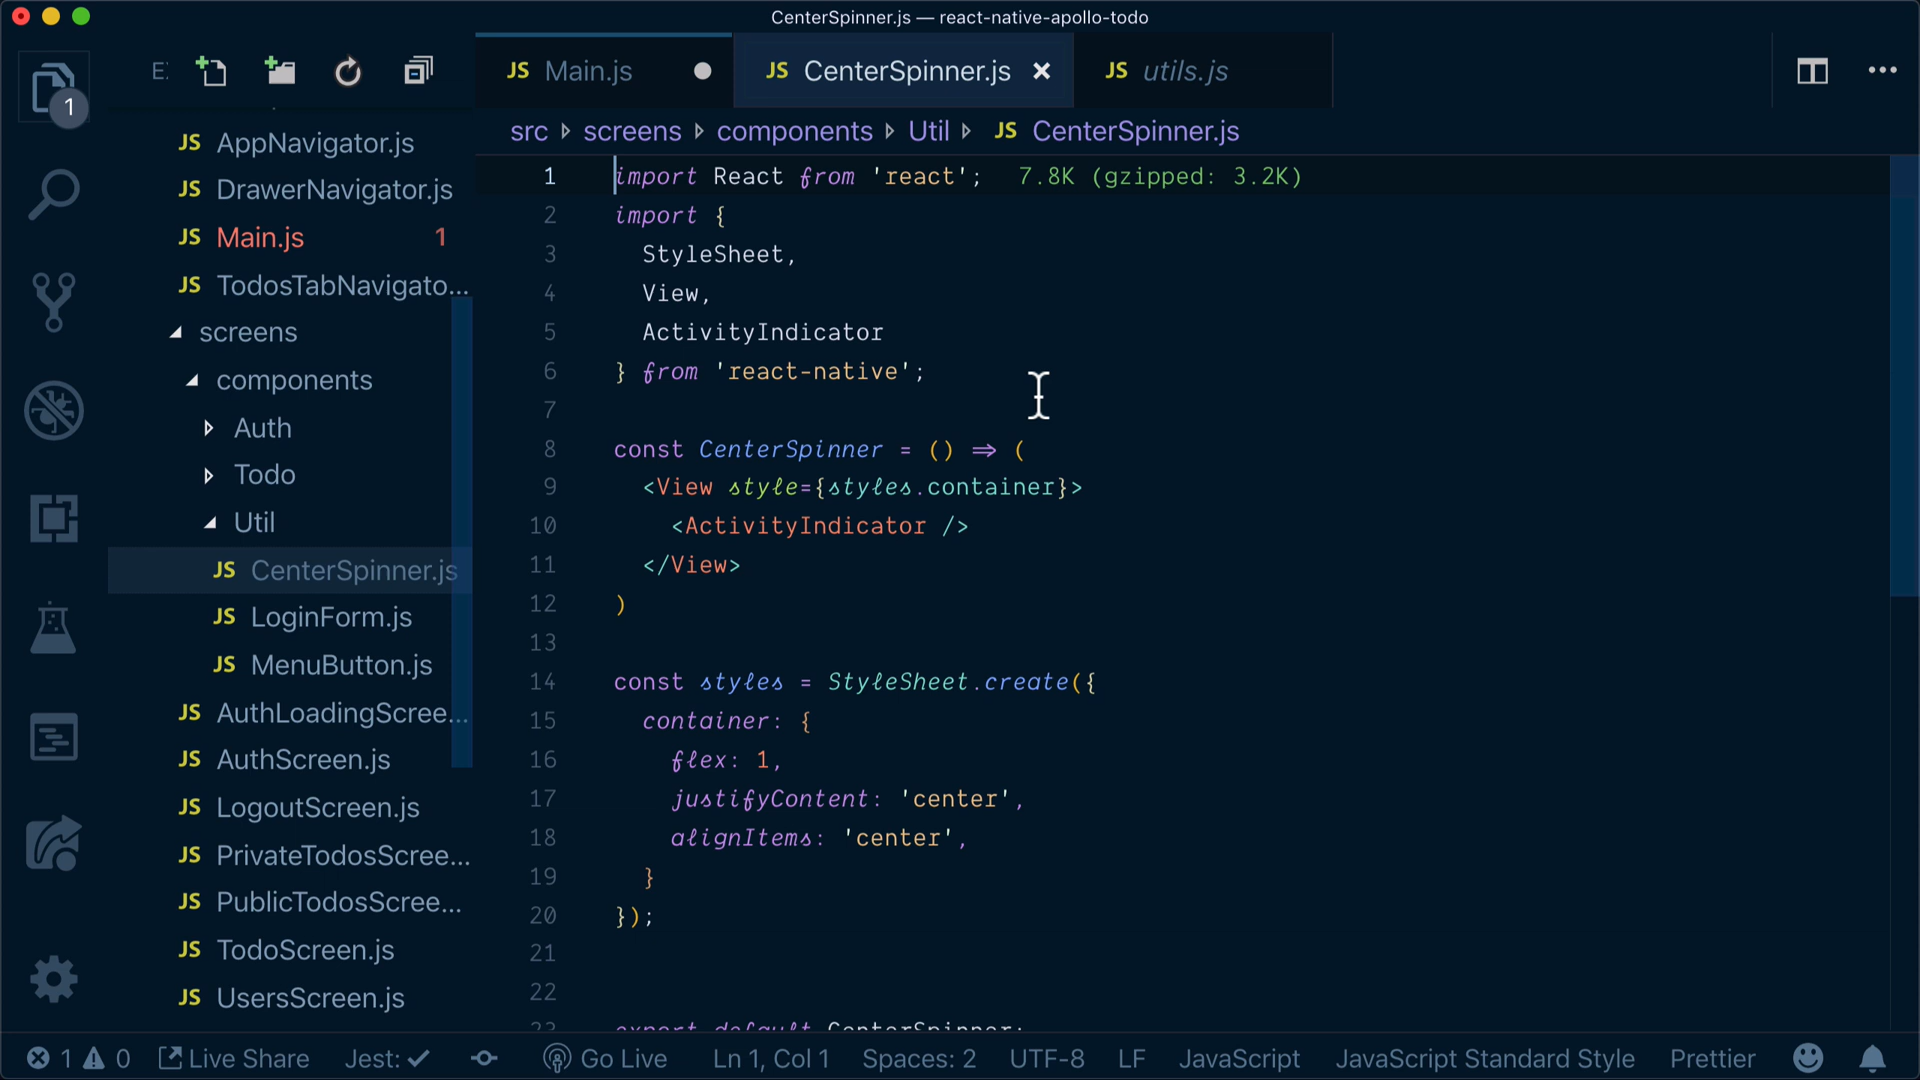 CenterSpinner.js — react-native-apollo-todo
E:
1
JS Main.js
JS CenterSpinner.js
JS utils.js
src screens components Util JS CenterSpinner.js
JS AppNavigator.js
JS DrawerNavigator.js
JS Main.js 1
JS TodosTabNavigato...
screens
components
Auth
Todo
Util
JS CenterSpinner.js
JS LoginForm.js
JS MenuButton.js
JS AuthLoadingScree...
JS AuthScreen.js
JS LogoutScreen.js
JS PrivateTodosScree...
JS PublicTodosScree...
JS TodoScreen.js
JS UsersScreen.js
1 import React from 'react'; 7.8K (gzipped: 3.2K)
2 import {
3 StyleSheet,
4 View,
5 ActivityIndicator
6 } from 'react-native';
7
8 const CenterSpinner = () => (
9 <View style={styles.container}>
10 <ActivityIndicator />
11 </View>
12 )
13
14 const styles = StyleSheet.create({
15 container: {
16 flex: 1,
17 justifyContent: 'center',
18 alignItems: 'center',
19 }
20 });
21
22
23 export default CenterSpinner;
1 0 Live Share Jest: Go Live Ln 1, Col 1 Spaces: 2 UTF-8 LF JavaScript JavaScript Standard Style Prettier